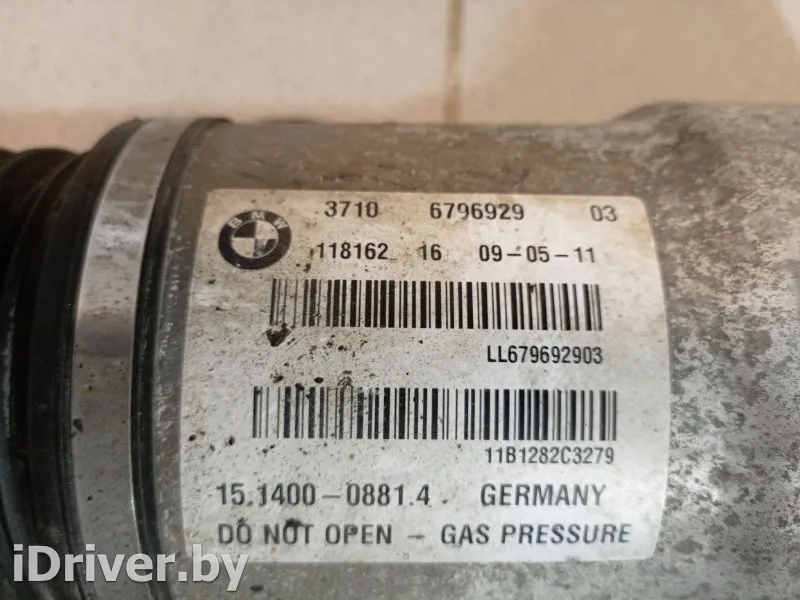 BMW
3710 6796929 03
118162 16 09-05-11
LL679692903
11B1282C3279
15.1400-0881.4. GERMANY
DO NOT OPEN - GAS PRESSURE
iDriver.by